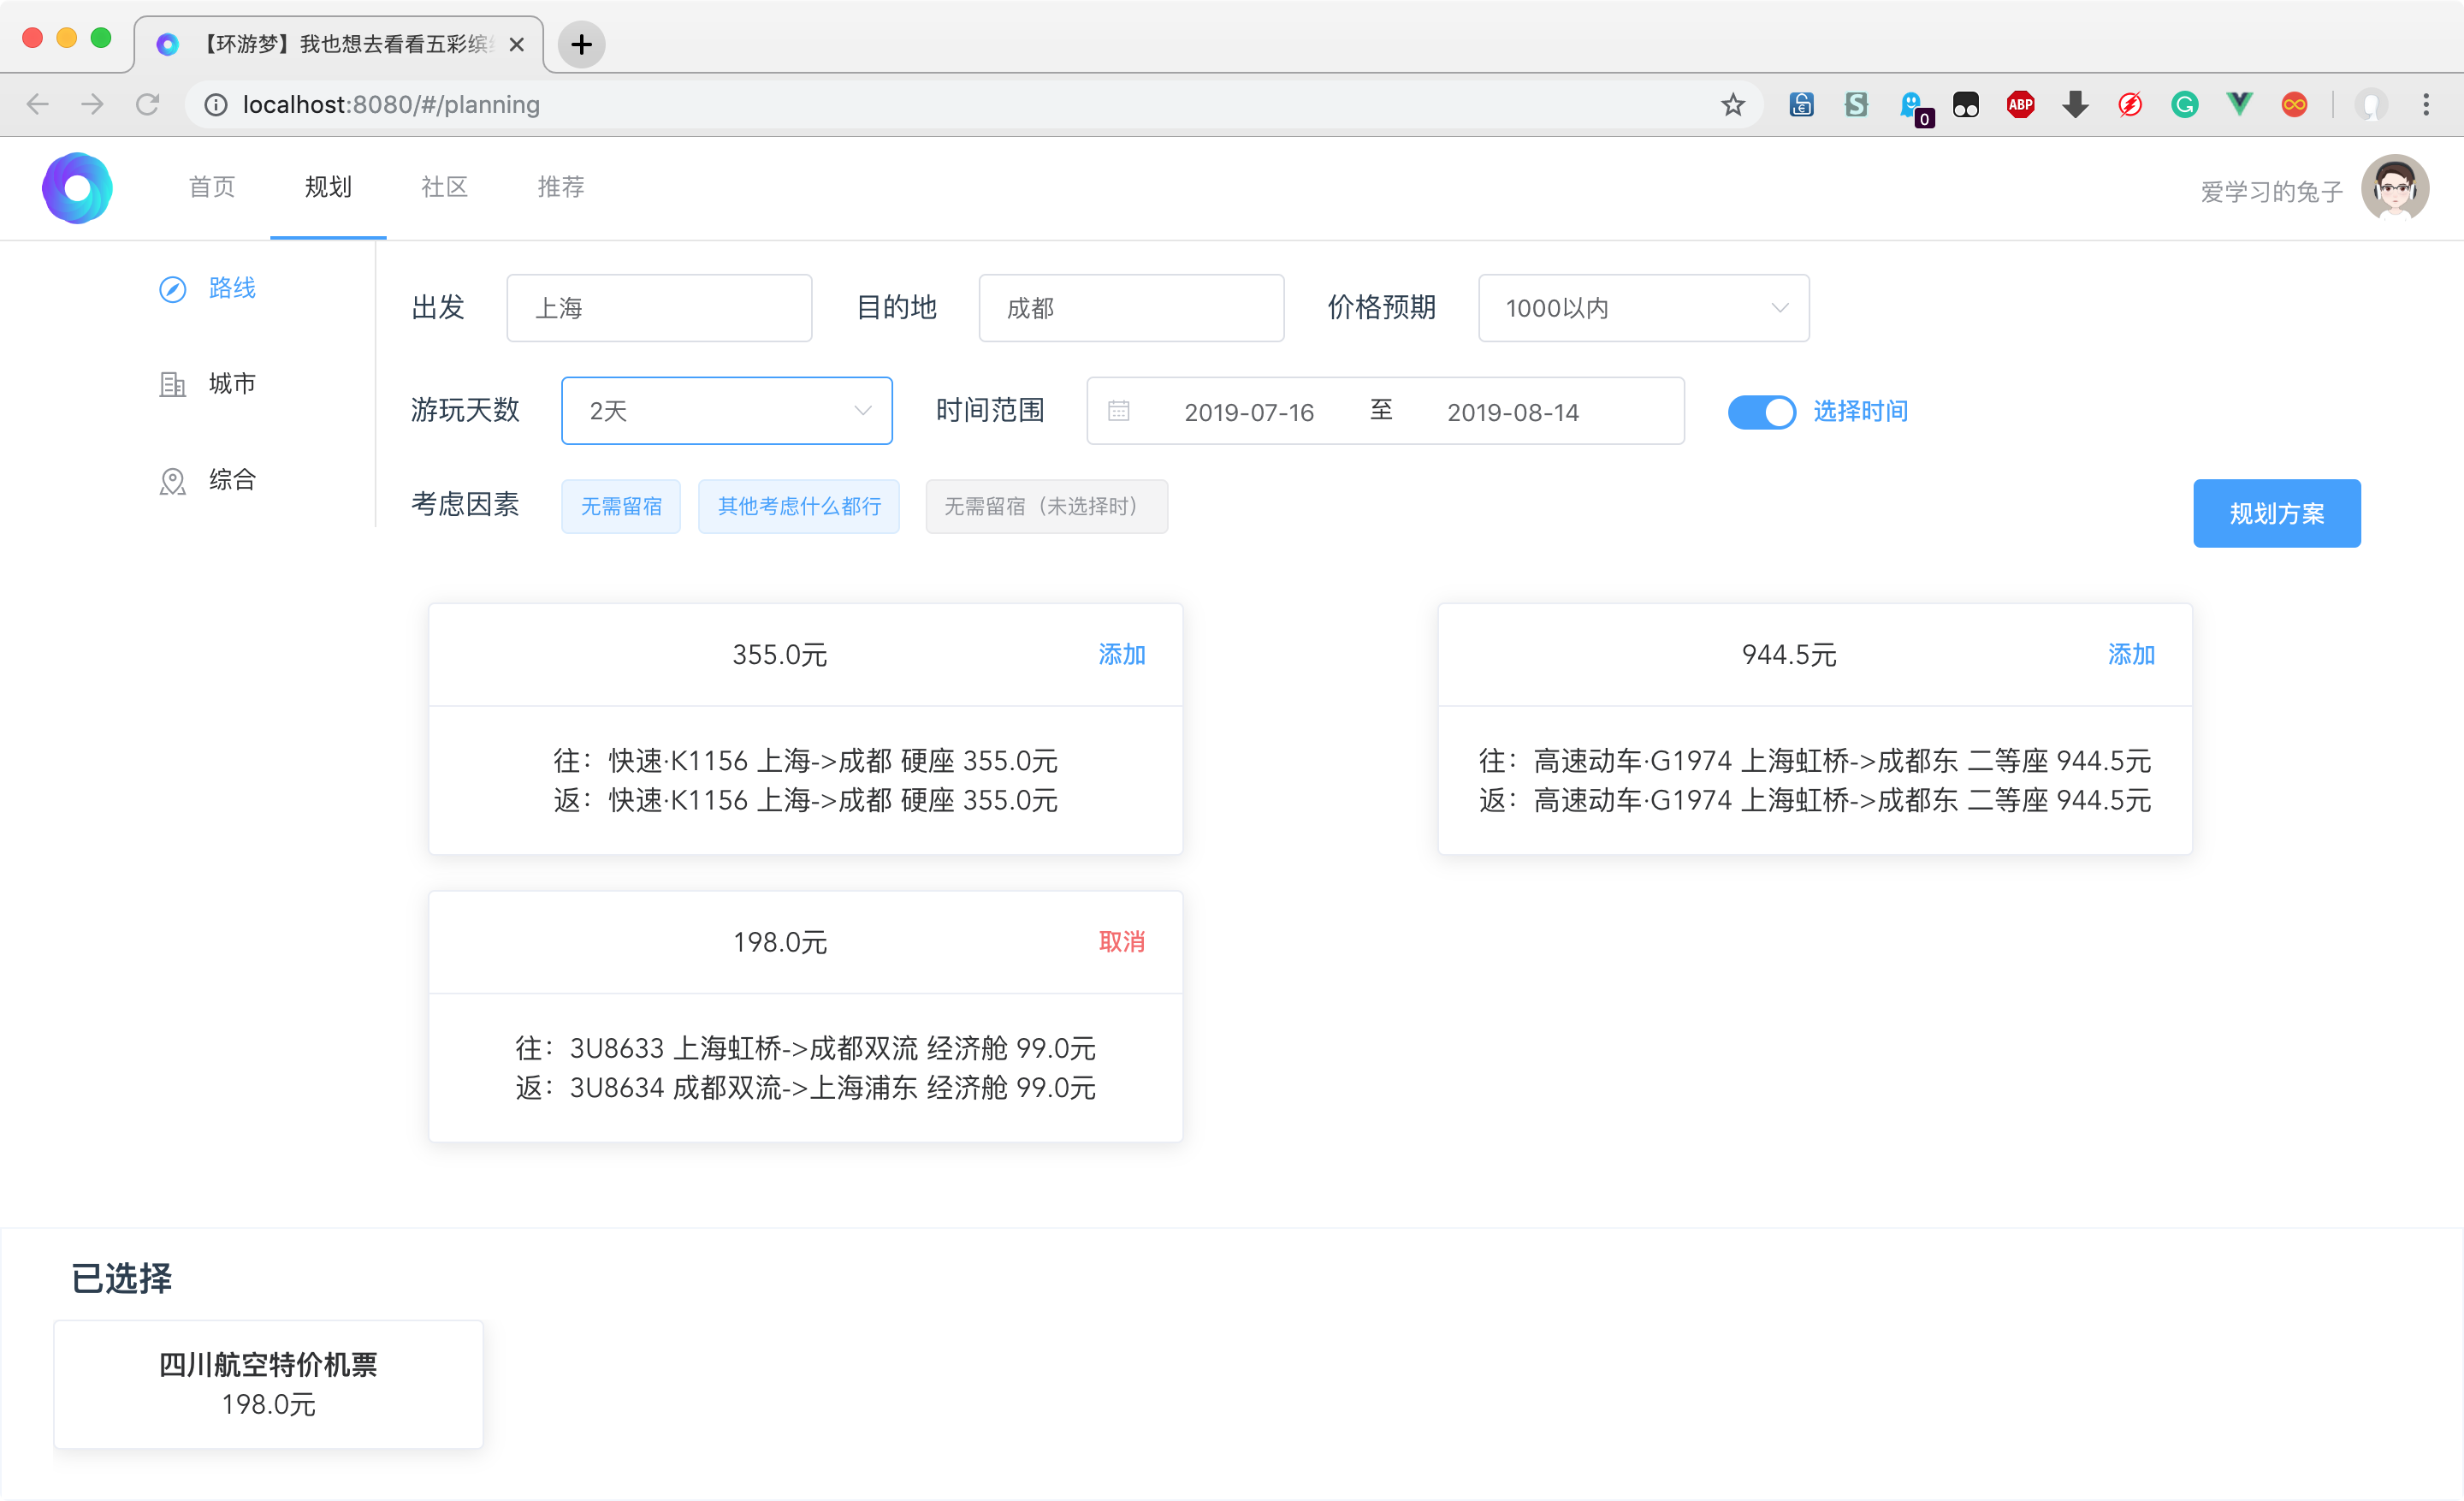 【环游梦】我也想去看看五彩缤
localhost:8080/#/planning
0
ABP
首页
规划
社区
推荐
爱学习的兔子
路线
城市
综合
出发 上海 目的地 成都 价格预期 1000以内
游玩天数 2天 时间范围 2019-07-16 至 2019-08-14 选择时间
考虑因素 无需留宿 其他考虑什么都行 无需留宿（未选择时）
规划方案
355.0元 添加
往：快速·K1156 上海->成都 硬座 355.0元
返：快速·K1156 上海->成都 硬座 355.0元
944.5元 添加
往：高速动车·G1974 上海虹桥->成都东 二等座 944.5元
返：高速动车·G1974 上海虹桥->成都东 二等座 944.5元
198.0元 取消
往：3U8633 上海虹桥->成都双流 经济舱 99.0元
返：3U8634 成都双流->上海浦东 经济舱 99.0元
已选择
四川航空特价机票
198.0元